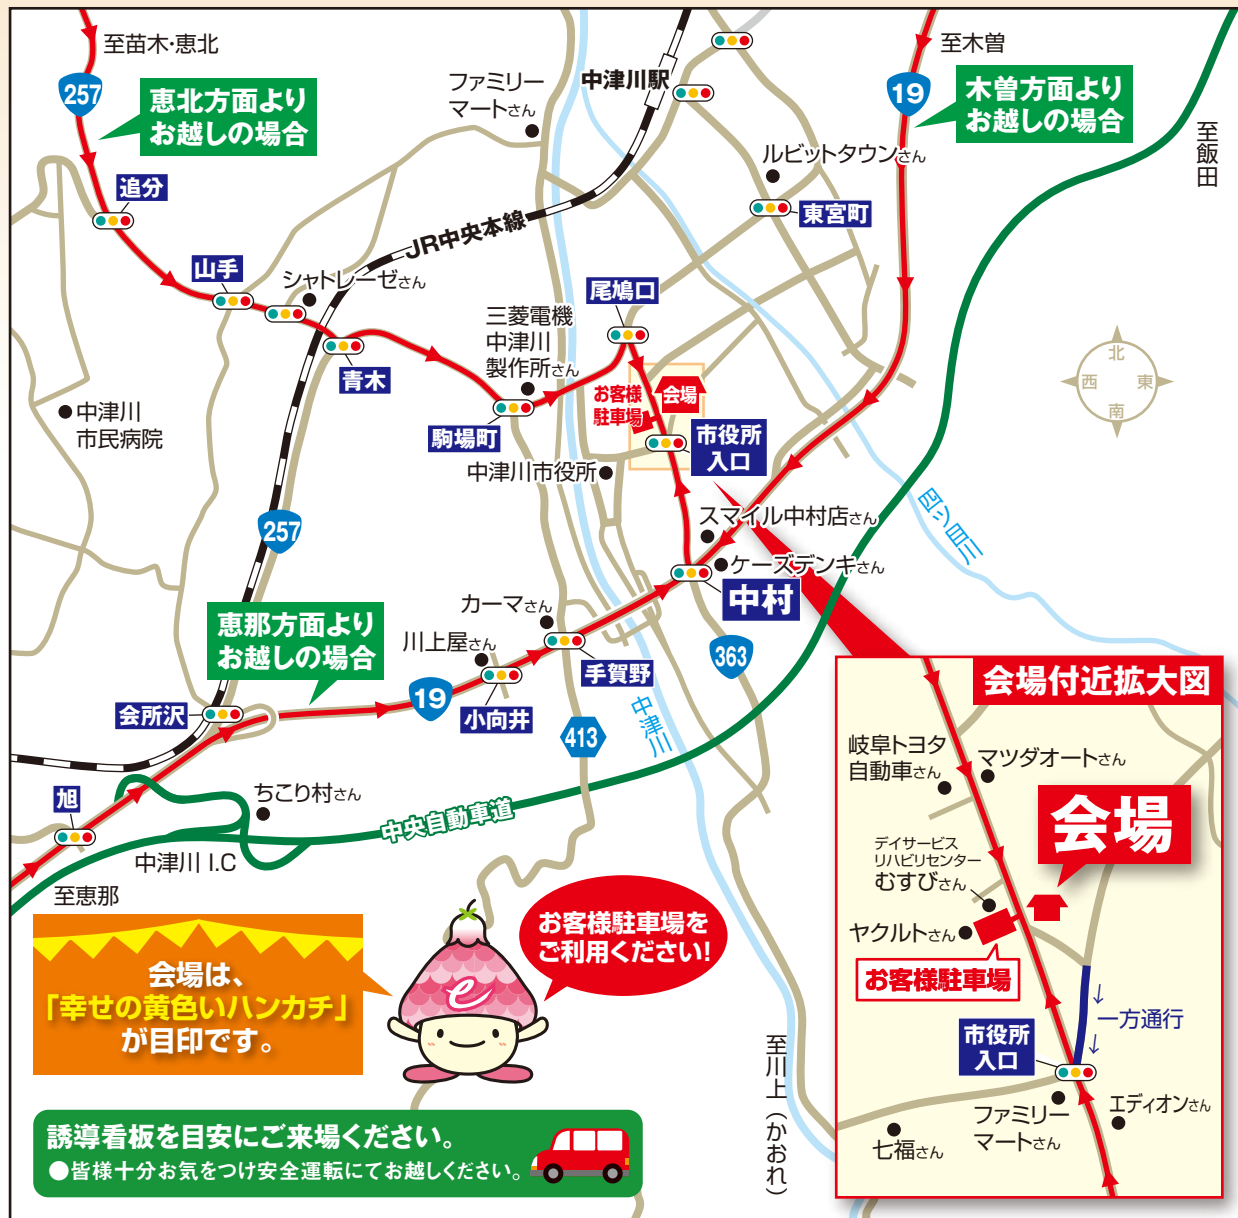 至苗木・恵北
257
恵北方面より
お越しの場合
ファミリー
マートさん
中津川駅
至木曽
19
木曽方面より
お越しの場合
至飯田
追分
ルビットタウンさん
東宮町
JR中央本線
山手
シャトレーゼさん
尾鳩口
三菱電機
中津川
製作所さん
青木
お客様
駐車場
会場
北
西
東
南
中津川
市民病院
駒場町
市役所
入口
中津川市役所
257
スマイル中村店さん
四ツ目川
ケーズデンキさん
中村
カーマさん
恵那方面より
お越しの場合
川上屋さん
手賀野
363
19
小向井
会所沢
413
中津川
旭
ちこり村さん
中央自動車道
中津川 I.C
至恵那
会場付近拡大図
岐阜トヨタ
自動車さん
マツダオートさん
会場
デイサービス
リハビリセンター
むすびさん
ヤクルトさん
お客様駐車場
一方通行
市役所
入口
ファミリー
マートさん
エディオンさん
七福さん
至川上（かおれ）
お客様駐車場を
ご利用ください!
e
会場は、
「幸せの黄色いハンカチ」
が目印です。
誘導看板を目安にご来場ください。
●皆様十分お気をつけ安全運転にてお越しください。